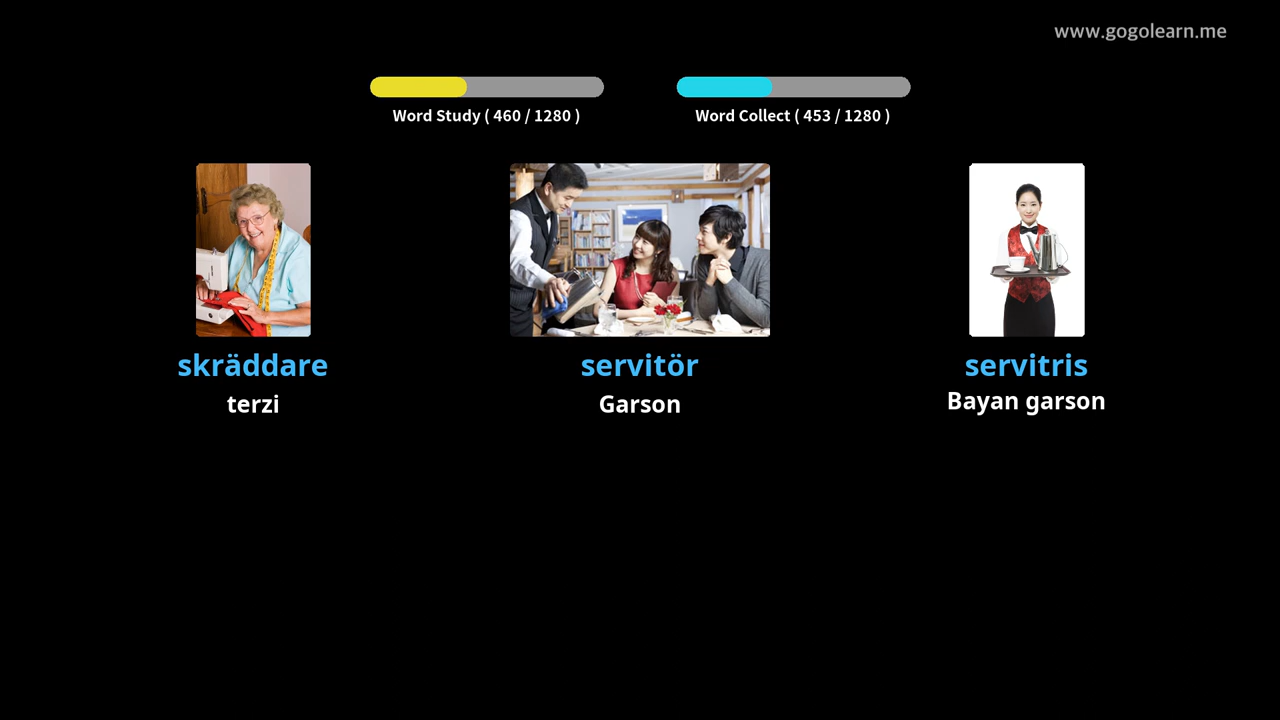 www.gogolearn.me
Word Study ( 460 / 1280 )
Word Collect ( 453 / 1280 )
skräddare
servitör
servitris
terzi
Garson
Bayan garson